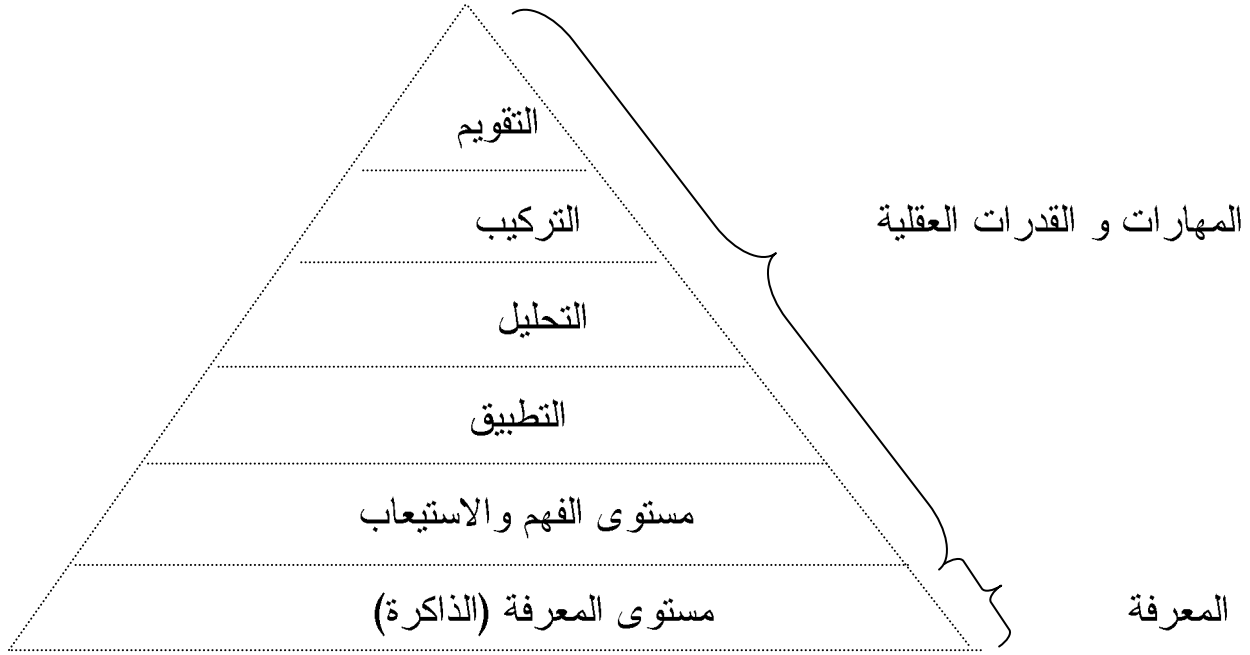 التقويم
التركيب
المهارات و القدرات العقلية
التحليل
التطبيق
مستوى الفهم والاستيعاب
مستوى المعرفة (الذاكرة)
المعرفة